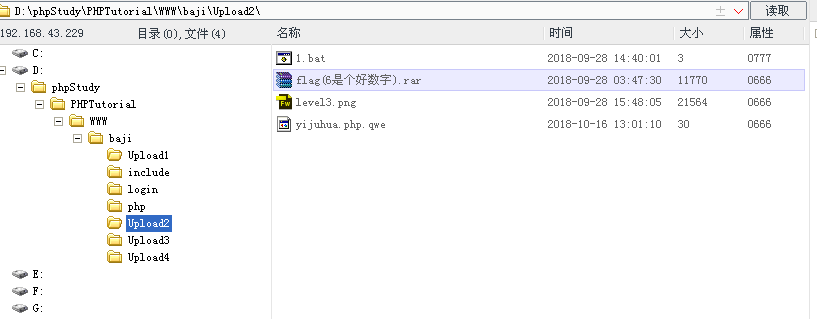 D:\phpStudy\PHPTutorial\WWW\baji\Upload2\ 读取
192.168.43.229 目录(0),文件(4) 名称 时间 大小 属性
C:
D:
phpStudy
PHPTutorial
WWW
baji
Upload1
include
login
php
Upload2
Upload3
Upload4
E:
F:
G:
1.bat 2018-09-28 14:40:01 3 0777
flag(6是个好数字).rar 2018-09-28 03:47:30 11770 0666
level3.png 2018-09-28 15:48:05 21564 0666
yijuhua.php.qwe 2018-10-16 13:01:10 30 0666